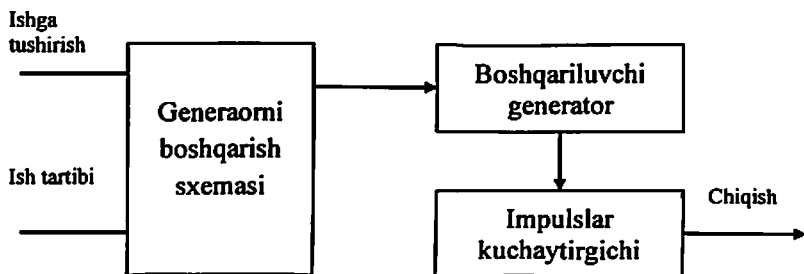 Ishga
tushirish
Ish tartibi
Generaorni
boshqarish
sxemasi
Boshqariluvchi
generator
Impulslar
kuchaytirgichi
Chiqish